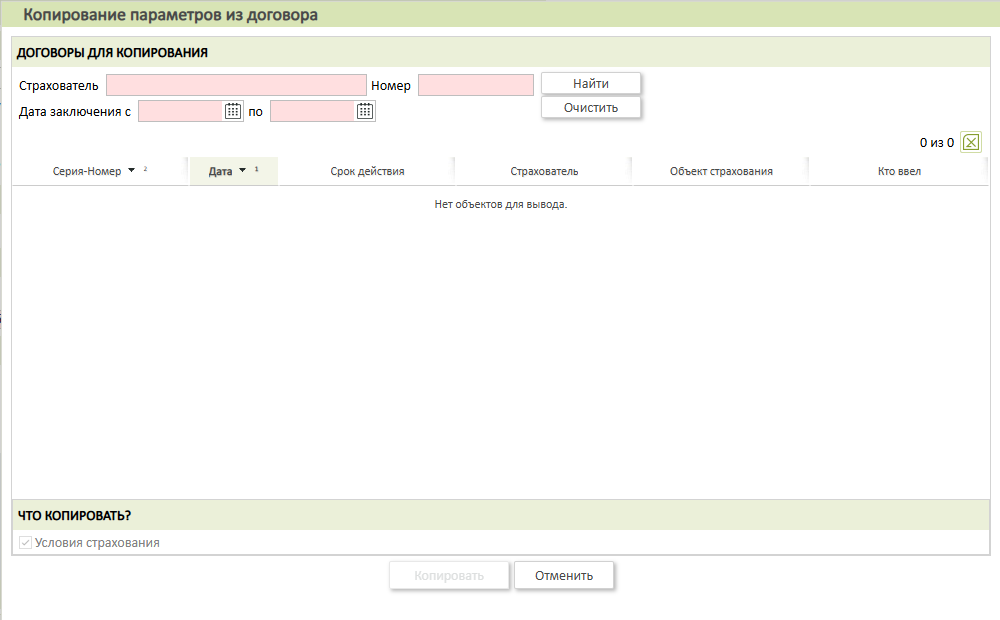 Копирование параметров из договора
ДОГОВОРЫ ДЛЯ КОПИРОВАНИЯ
Страхователь Номер Найти
Дата заключения с по Очистить
0 из 0
Серия-Номер 2 Дата 1 Срок действия Страхователь Объект страхования Кто ввел
Нет объектов для вывода.
ЧТО КОПИРОВАТЬ?
Условия страхования
Копировать Отменить